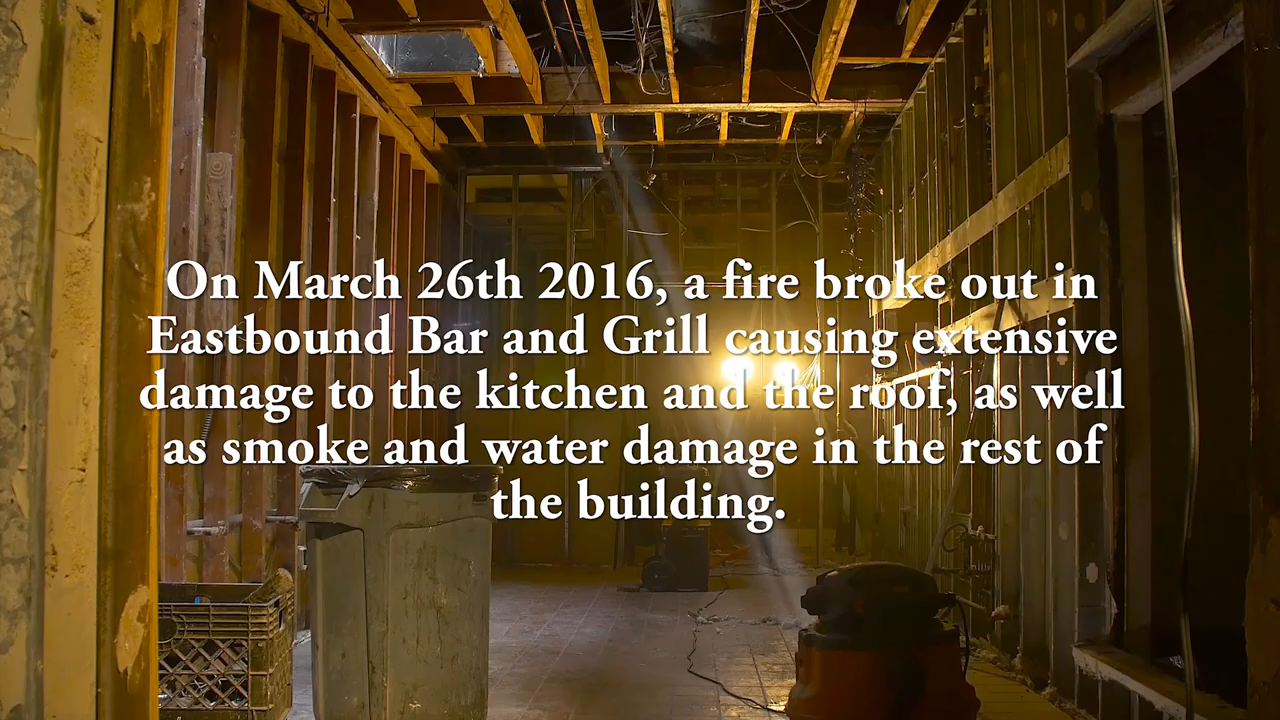 On March 26th 2016, a fire broke out in
Eastbound Bar and Grill causing extensive
damage to the kitchen and the roof, as well
as smoke and water damage in the rest of
the building.